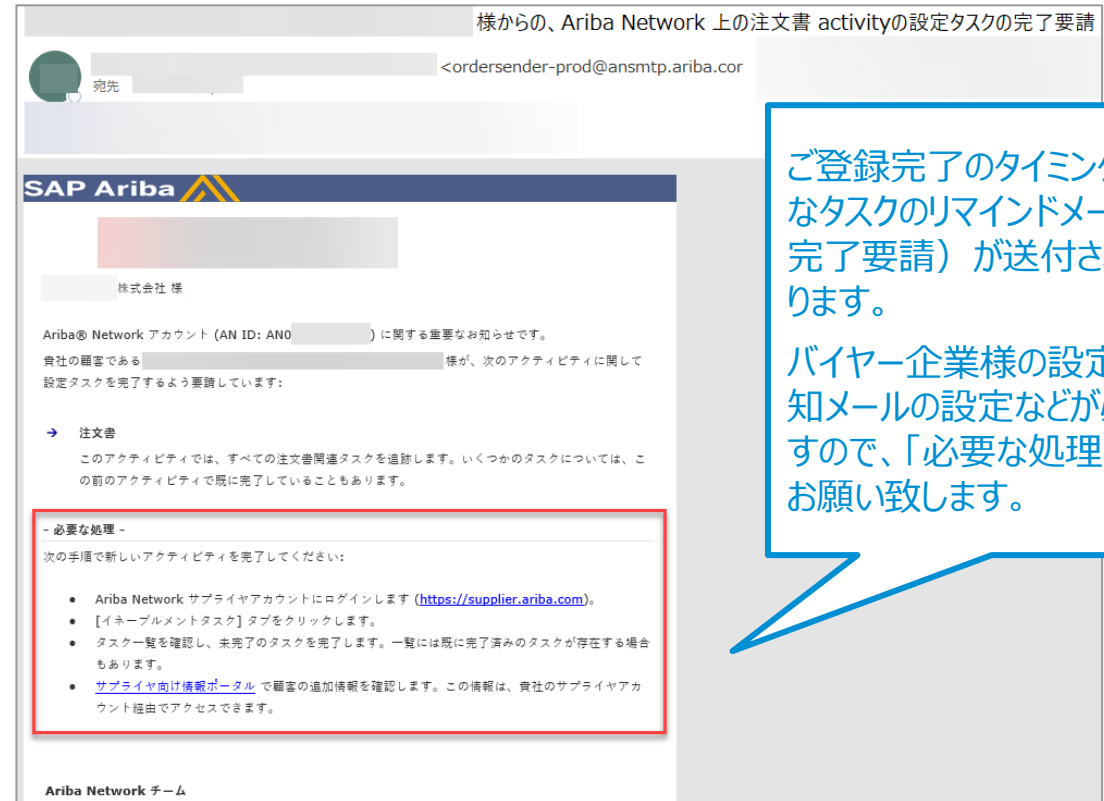 様からの、Ariba Network 上の注文書 activityの設定タスクの完了要請
<ordersender-prod@ansmtp.ariba.cor
宛先
SAP Ariba
株式会社 様
Ariba® Network アカウント (AN ID: AN0 ) に関する重要なお知らせです。
貴社の顧客である 様が、次のアクティビティに関して
設定タスクを完了するよう要請しています:
→ 注文書
このアクティビティでは、すべての注文書関連タスクを追跡します。いくつかのタスクについては、こ
の前のアクティビティで既に完了していることもあります。
- 必要な処理 -
次の手順で新しいアクティビティを完了してください:
● Ariba Network サプライヤアカウントにログインします (https://supplier.ariba.com)。
● [イネーブルメントタスク] タブをクリックします。
● タスク一覧を確認し、未完了のタスクを完了します。一覧には既に完了済みのタスクが存在する場合
もあります。
● サプライヤ向け情報ポータル で顧客の追加情報を確認します。この情報は、貴社のサプライヤアカ
ウント経由でアクセスできます。
Ariba Network チーム
ご登録完了のタイミン
なタスクのリマインドメー
完了要請）が送付さ
ります。
バイヤー企業様の設定
知メールの設定などが
すので、「必要な処理
お願い致します。